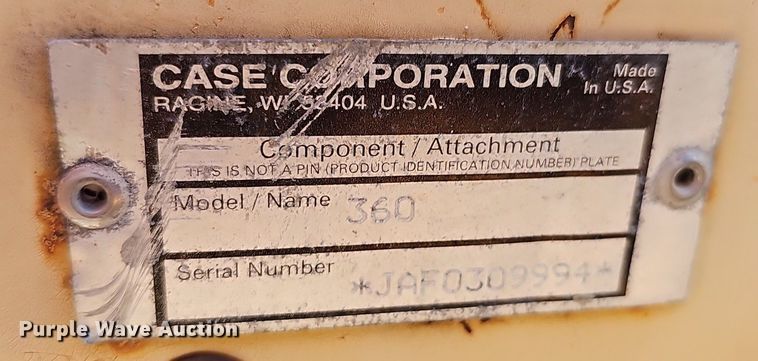 CASE CORPORATION
Made
In U.S.A.
RACINE, WI 53404 U.S.A.
Component / Attachment
THIS IS NOT A PIN (PRODUCT IDENTIFICATION NUMBER) PLATE
Model / Name 360
Serial Number *JAF0309994*
Purple Wave Auction